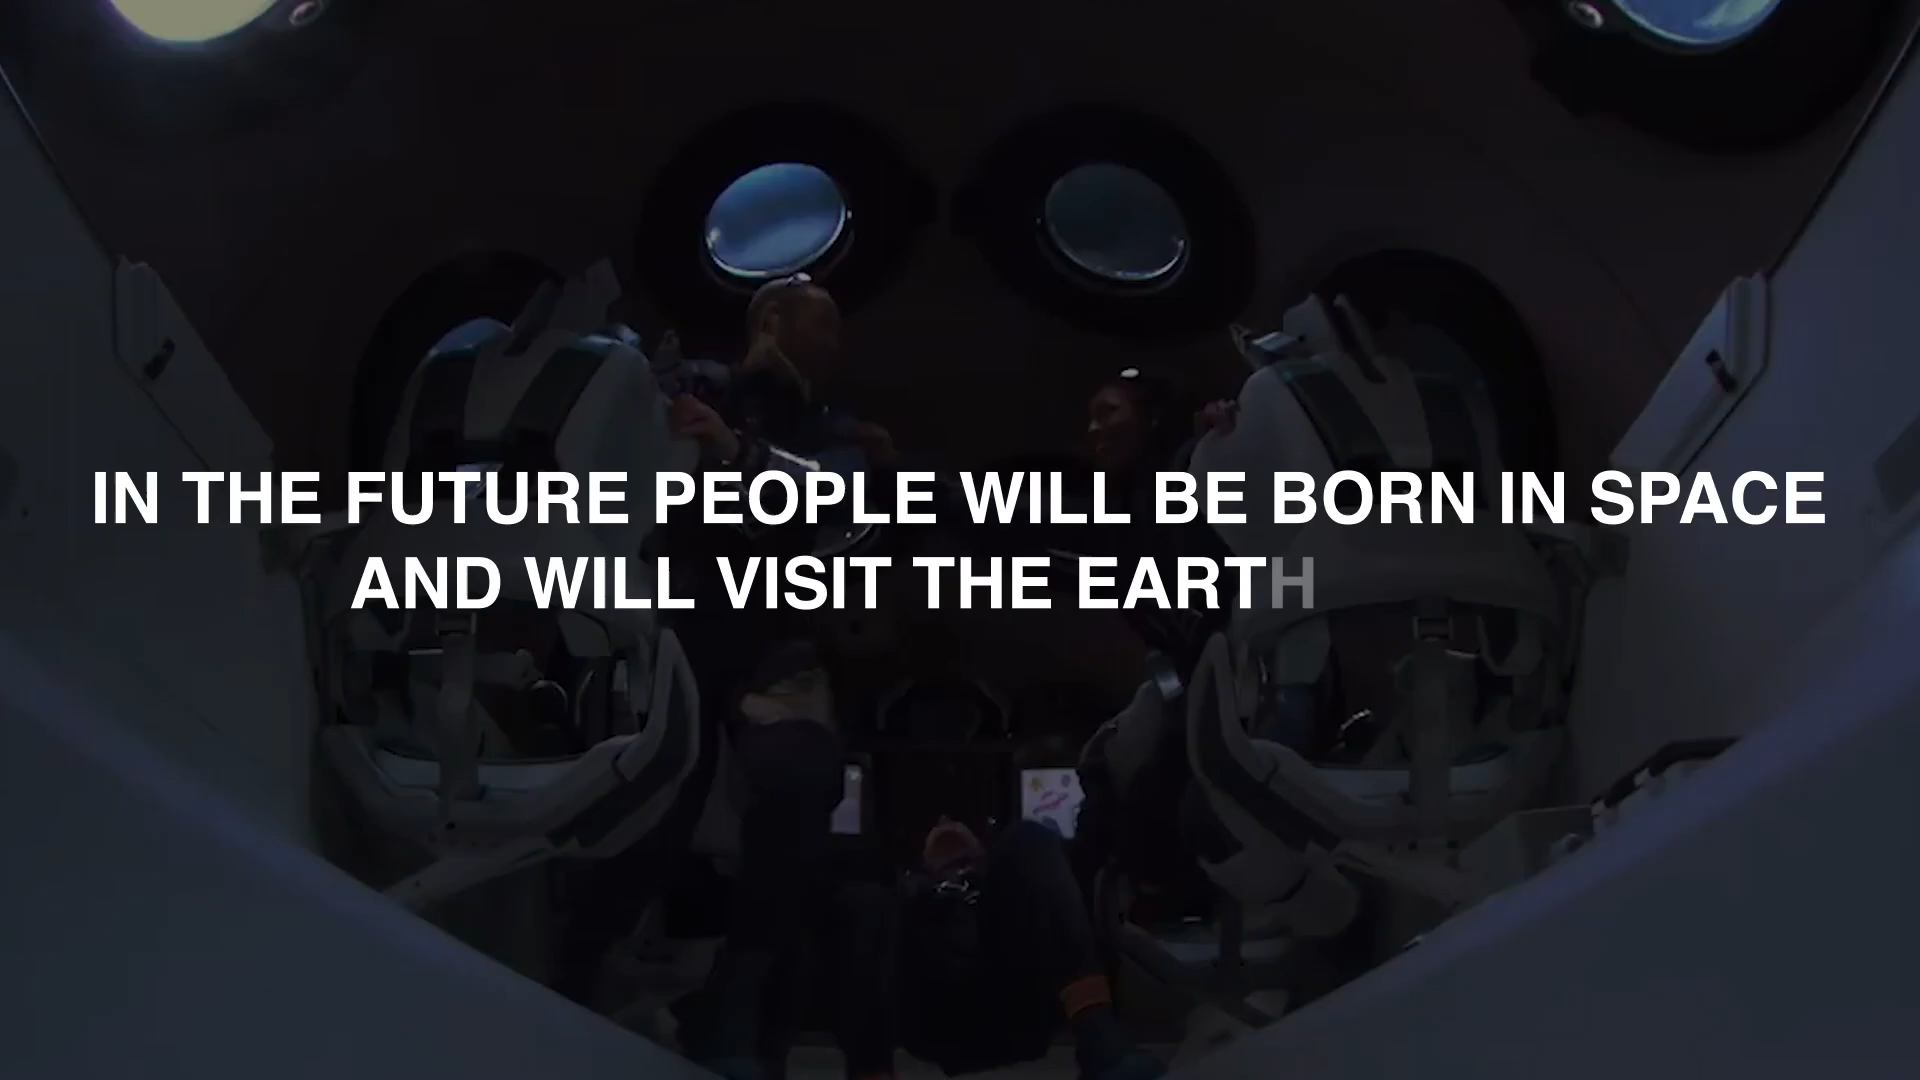 IN THE FUTURE PEOPLE WILL BE BORN IN SPACE
AND WILL VISIT THE EARTH